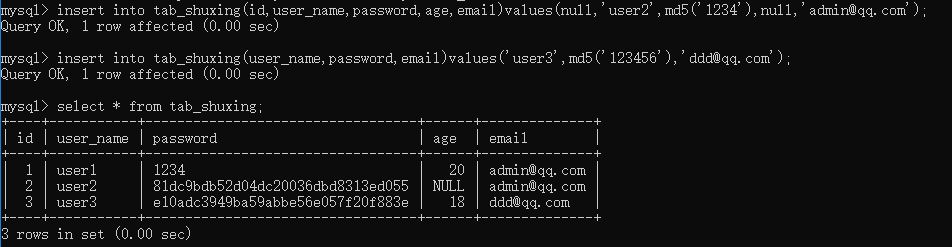 mysql> insert into tab_shuxing(id,user_name,password,age,email)values(null,'user2',md5('1234'),null,'admin@qq.com');
Query OK, 1 row affected (0.00 sec)
mysql> insert into tab_shuxing(user_name,password,email)values('user3',md5('123456'),'ddd@qq.com');
Query OK, 1 row affected (0.00 sec)
mysql> select * from tab_shuxing;
+----+-----------+----------------------------------+------+--------------+
| id | user_name | password                         | age  | email        |
+----+-----------+----------------------------------+------+--------------+
|  1 | user1     | 1234                             |   20 | admin@qq.com |
|  2 | user2     | 81dc9bdb52d04dc20036dbd8313ed055 | NULL | admin@qq.com |
|  3 | user3     | e10adc3949ba59abbe56e057f20f883e |   18 | ddd@qq.com   |
+----+-----------+----------------------------------+------+--------------+
3 rows in set (0.00 sec)